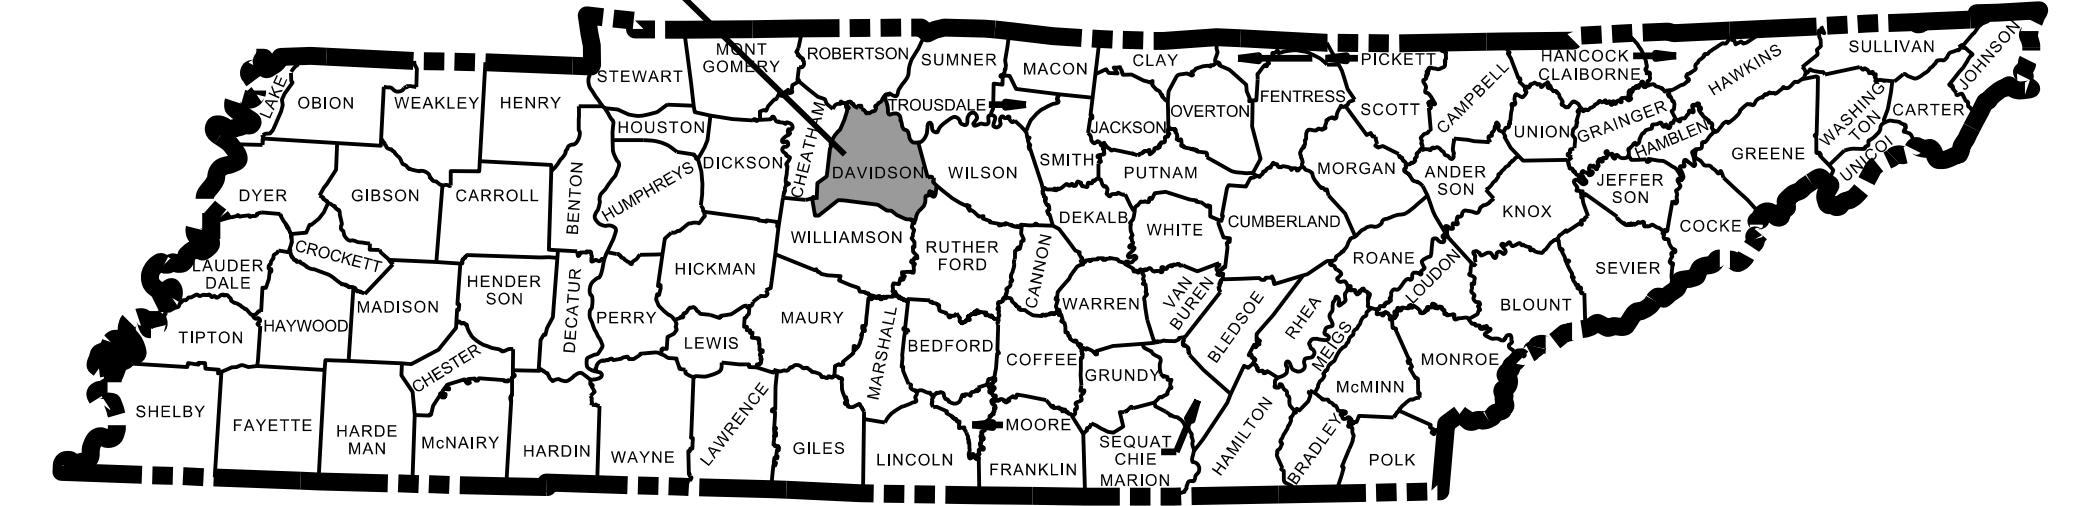 LAKE
OBION
WEAKLEY
HENRY
STEWART
MONT
GOMERY
ROBERTSON
SUMNER
TROUSDALE
MACON
CLAY
PICKETT
HANCOCK
CLAIBORNE
HAWKINS
SULLIVAN
JOHNSON
CARTER
WASHING
TON
UNICOI
GREENE
HAMBLEN
GRAINGER
UNION
CAMPBELL
SCOTT
FENTRESS
OVERTON
JACKSON
SMITH
WILSON
DAVIDSON
CHEATHAM
DICKSON
HOUSTON
HUMPHREYS
BENTON
CARROLL
GIBSON
DYER
LAUDER
DALE
CROCKETT
HAYWOOD
MADISON
HENDER
SON
DECATUR
PERRY
HICKMAN
WILLIAMSON
RUTHER
FORD
CANNON
DEKALB
PUTNAM
WHITE
CUMBERLAND
MORGAN
ANDER
SON
KNOX
JEFFER
SON
COCKE
SEVIER
BLOUNT
LOUDON
ROANE
RHEA
MEIGS
BLEDSOE
VAN
BUREN
WARREN
COFFEE
BEDFORD
MARSHALL
MAURY
LEWIS
CHESTER
TIPTON
SHELBY
FAYETTE
HARDE
MAN
McNAIRY
HARDIN
WAYNE
LAWRENCE
GILES
LINCOLN
MOORE
FRANKLIN
GRUNDY
SEQUAT
CHIE
MARION
HAMILTON
BRADLEY
POLK
McMINN
MONROE